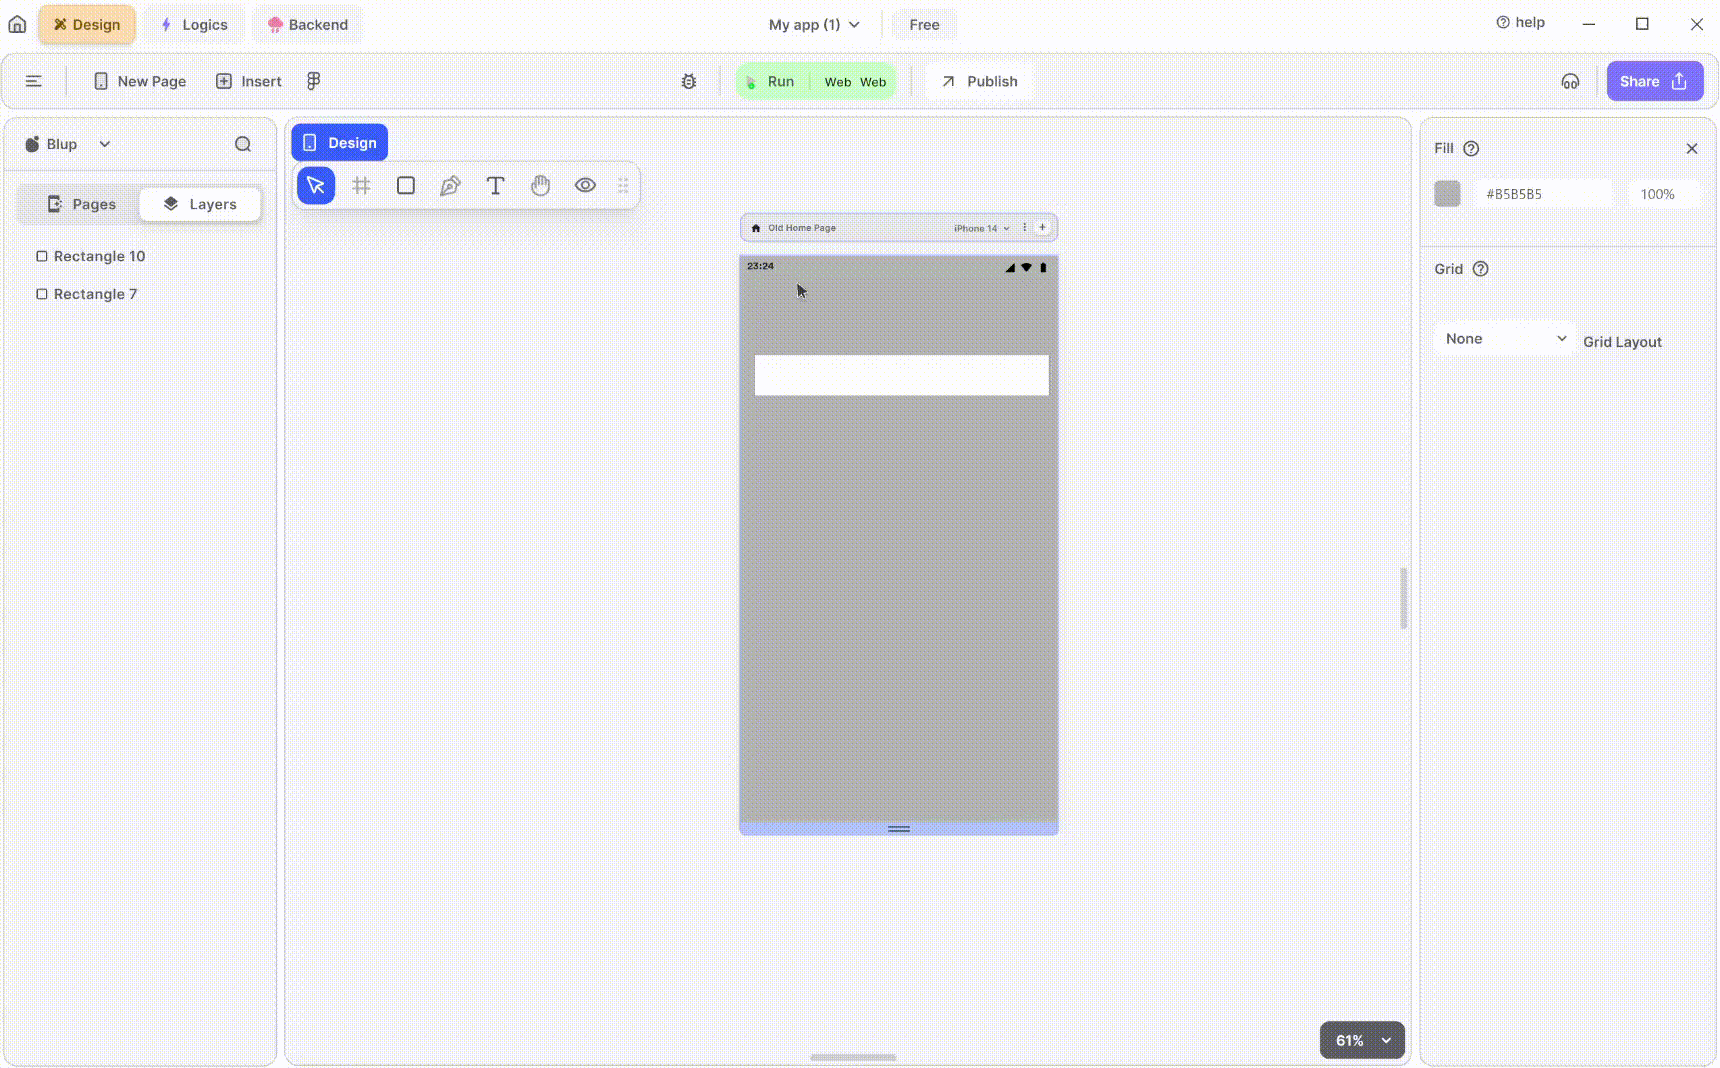 Design Logics Backend My app (1) Free help
New Page Insert Run Web Web Publish Share
Blup
Pages Layers
Rectangle 10
Rectangle 7
Design
Old Home Page iPhone 14
23:24
61%
Fill
#B5B5B5 100%
Grid
None Grid Layout